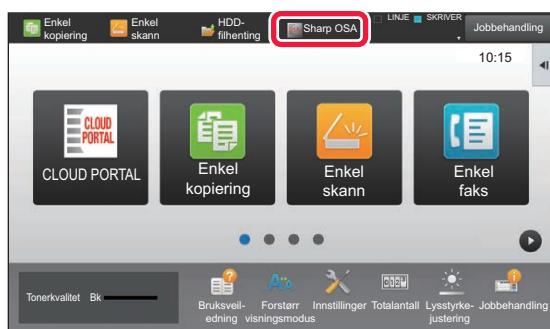 Enkel kopiering
Enkel skann
HDD-filhenting
Sharp OSA
LINJE
SKRIVER
Jobbehandling
10:15
CLOUD PORTAL
CLOUD PORTAL
Enkel kopiering
Enkel skann
Enkel faks
Tonerkvalitet Bk
Bruksveil-
edning
Forstørr
visningsmodus
Innstillinger
Totalantall
Lysstyrke-
justering
Jobbehandling